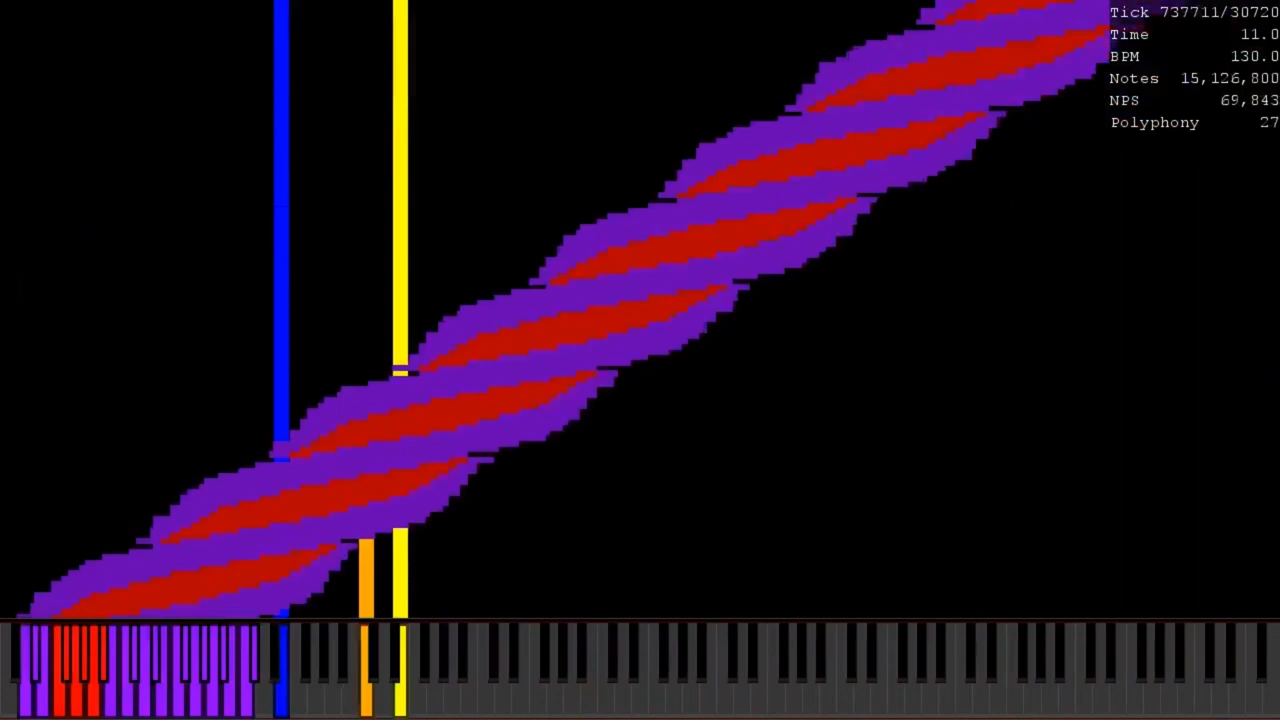 Tick 737711/30720
Time 11.0
BPM 130.0
Notes 15,126,800
NPS 69,843
Polyphony 27